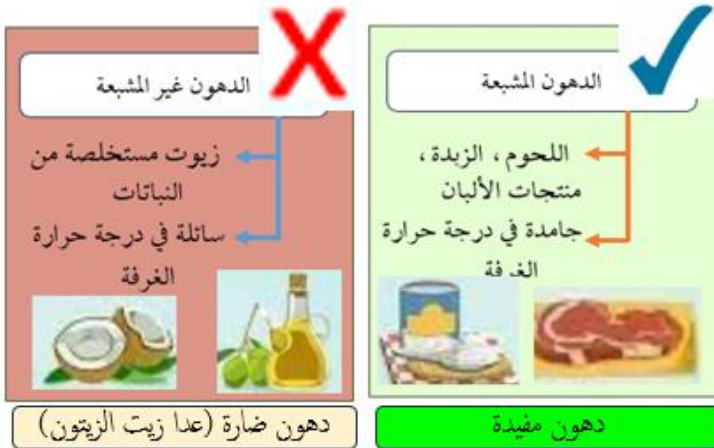 الدهون المشبعة
اللحوم ، الزبدة ،
منتجات الألبان
جامدة في درجة حرارة
الغرفة
دهون مفيدة
الدهون غير المشبعة
زيوت مستخلصة من
النباتات
سائلة في درجة حرارة
الغرفة
دهون ضارة (عدا زيت الزيتون)